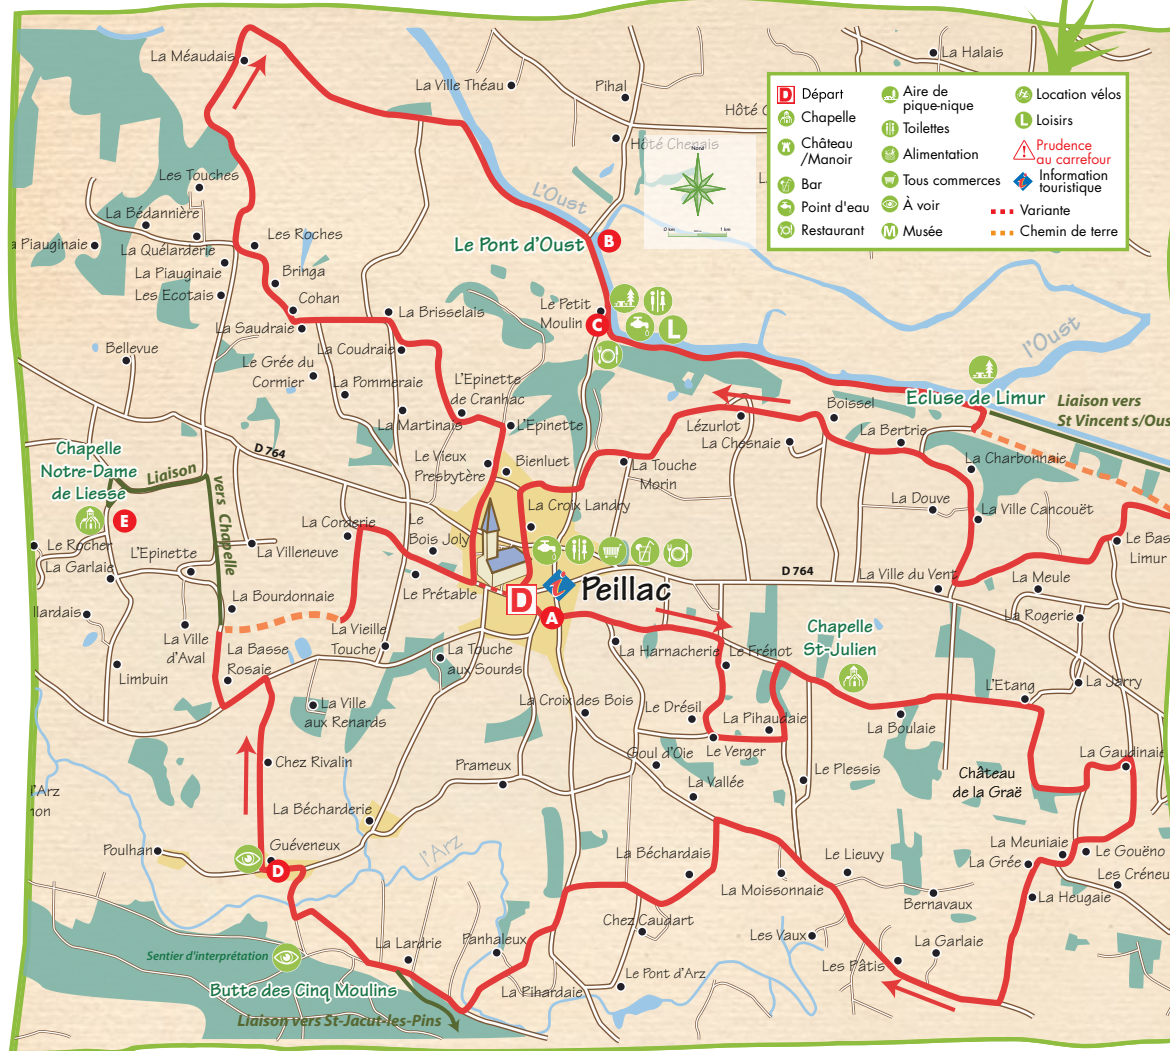 La Méaudais
La Ville Théau
Pihal
La Halais
Hôté C
Hôté Chenais
Nord
0 km
1 km
D Départ
Chapelle
Château
/Manoir
Bar
Point d'eau
Restaurant
Aire de
pique-nique
Toilettes
Alimentation
Tous commerces
À voir
M Musée
Location vélos
L Loisirs
Prudence
au carrefour
Information
touristique
Variante
Chemin de terre
Les Touches
La Bédannière
a Piauginaie
La Quélarderie
La Piauginaie
Les Ecotais
Les Roches
Bringa
Cohan
La Saudraie
La Brisselais
L'Oust
Le Pont d'Oust
B
Le Petit
Moulin
C
L
l'Oust
Bellevue
La Coudraie
Le Grée du
Cormier
La Pommeraie
L'Epinette
de Cranhac
La Martinais
L'Epinette
Ecluse de Limur
Liaison vers
St Vincent s/Oust
Boissel
Lézurlot
La Chesnaie
La Bertrie
La Charbonnaie
Chapelle
Notre-Dame
de Liesse
Liaison
vers Chapelle
D 764
Le Vieux
Presbytère
Bienluet
La Touche
Morin
La Douve
La Ville Cancouët
E
La Corderie
Le
Bois Joly
La Croix Landry
Le Rocher
La Garlaie
L'Epinette
La Villeneuve
Le Prétable
D
i
Peillac
A
D 764
La Ville du Vent
Le Bas
Limur
La Meule
La Rogerie
illardais
La Bourdonnaie
La Ville
d'Aval
La Vieille
Touche
La Basse
Rosaie
Limbuin
La Touche
aux Sourds
La Harnacherie
Le Frénot
Chapelle
St-Julien
La Ville
aux Renards
La Croix des Bois
Le Drésil
La Pihaudaie
La Boulaie
L'Etang
La Jarry
Le Verger
Goul d'Oie
Chez Rivalin
Prameux
La Vallée
Le Plessis
Château
de la Graë
La Gaudinaie
l'Arz
non
La Bécharderie
Poulhan
Guéveneux
D
l'Arz
La Béchardais
La Moissonnaie
Le Lieuvy
La Meuniaie
La Grée
Le Gouëno
Les Créneu
La Heugaie
Bernavaux
Chez Caudart
Les Vaux
La Garlaie
Les Pâtis
Sentier d'interprétation
La Lardrie
Panhaleux
Butte des Cinq Moulins
La Pihardaie
Le Pont d'Arz
Liaison vers St-Jacut-les-Pins